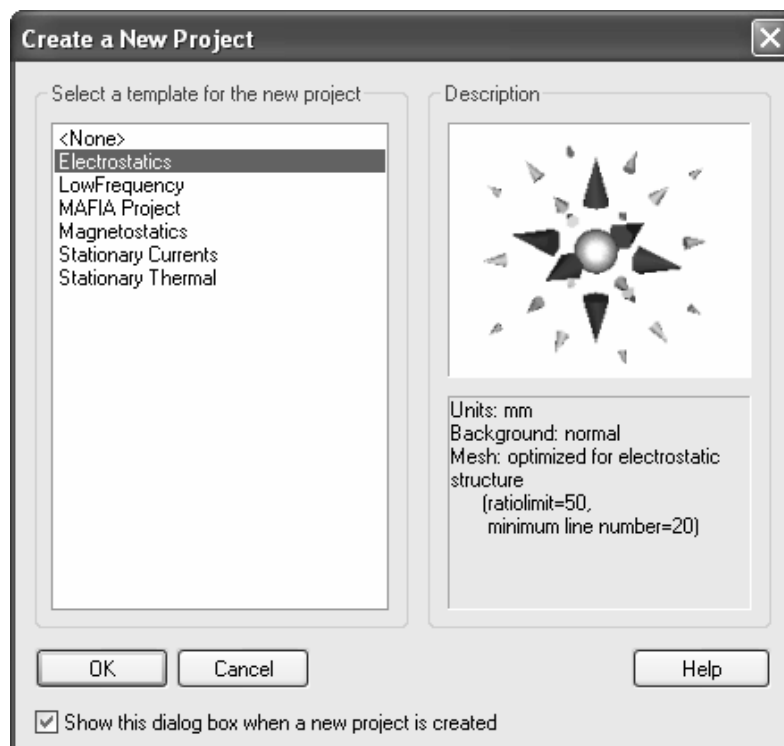 Create a New Project
Select a template for the new project
<None>
Electrostatics
LowFrequency
MAFIA Project
Magnetostatics
Stationary Currents
Stationary Thermal
Description
Units: mm
Background: normal
Mesh: optimized for electrostatic
structure
(ratiolimit=50,
minimum line number=20)
OK
Cancel
Help
Show this dialog box when a new project is created